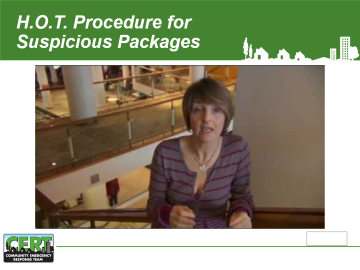 H.O.T. Procedure for
Suspicious Packages
CERT
COMMUNITY EMERGENCY
RESPONSE TEAM